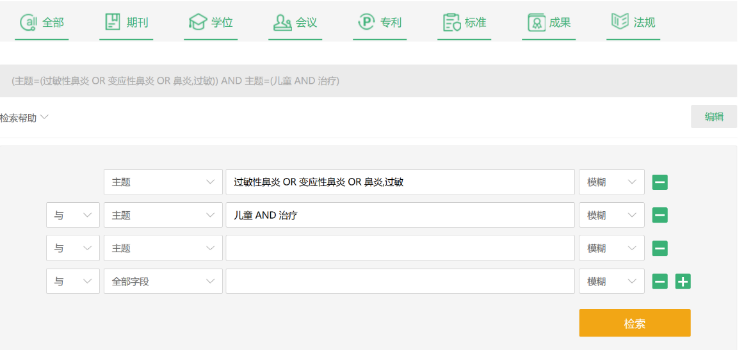 all 全部 期刊 学位 会议 专利 标准 成果 法规
(主题=(过敏性鼻炎 OR 变应性鼻炎 OR 鼻炎,过敏)) AND 主题=(儿童 AND 治疗)
检索帮助 编辑
主题 过敏性鼻炎 OR 变应性鼻炎 OR 鼻炎,过敏 模糊
与 主题 儿童 AND 治疗 模糊
与 主题 模糊
与 全部字段 模糊
检索